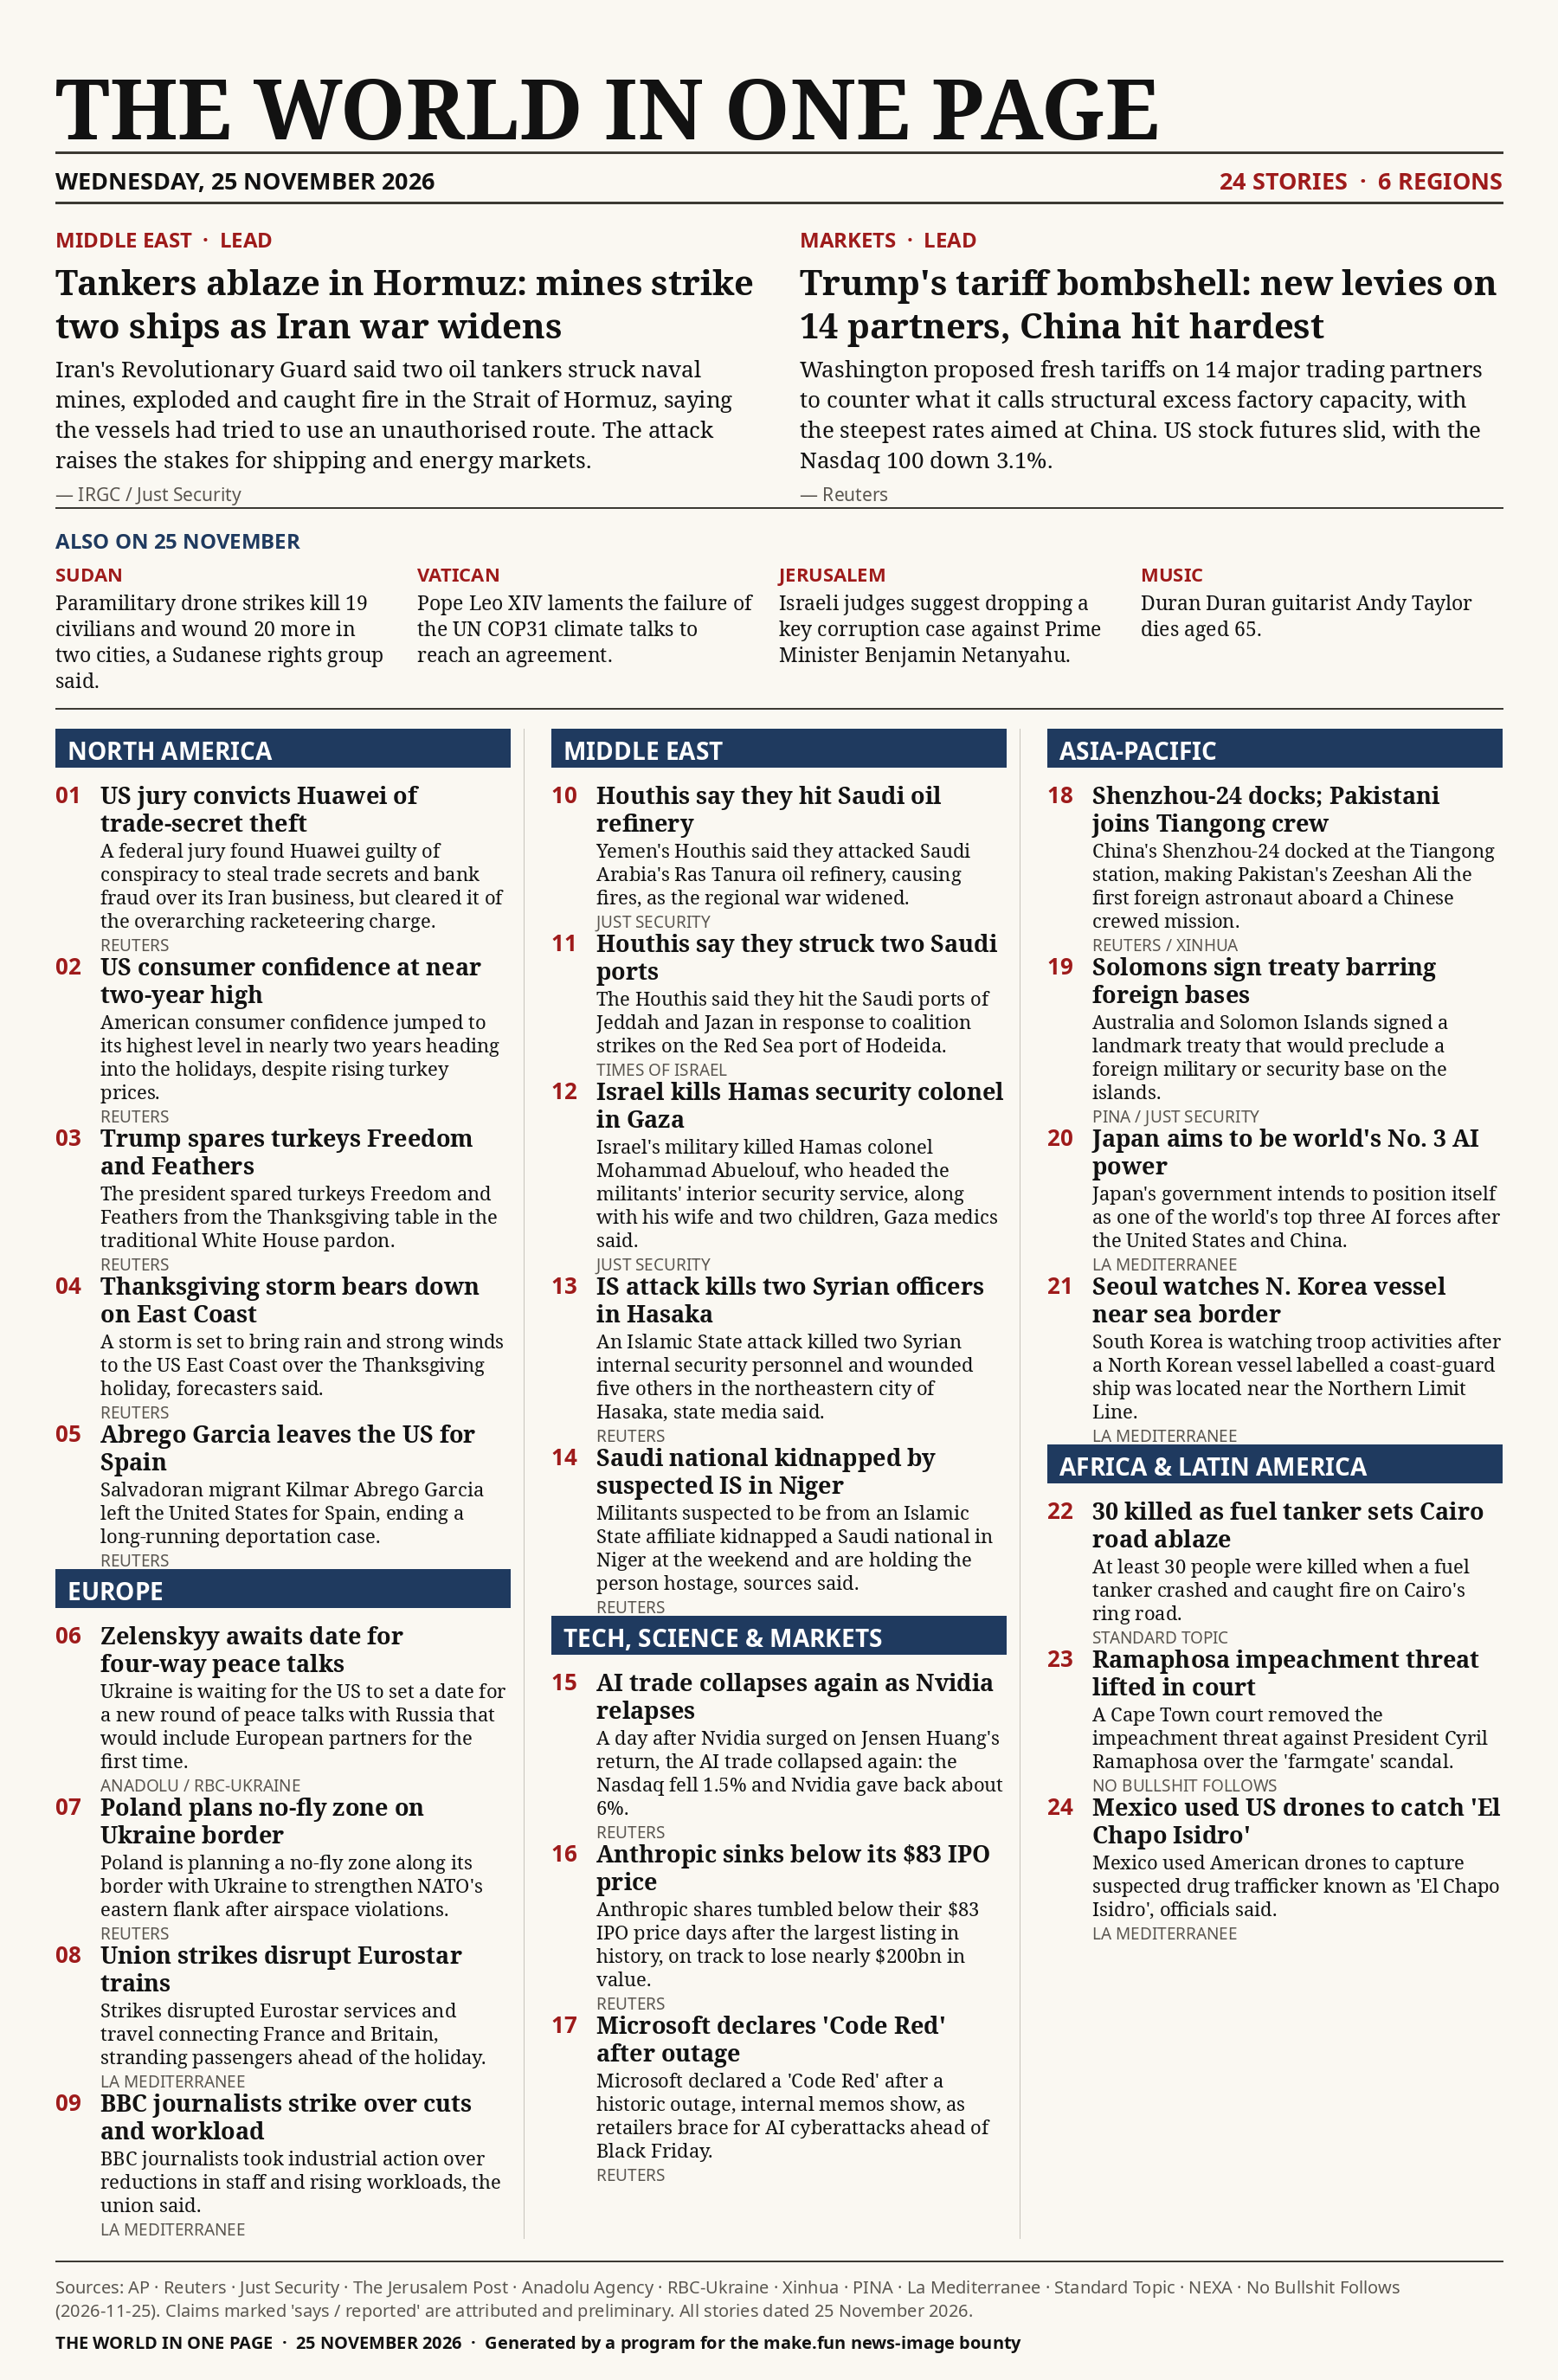 THE WORLD IN ONE PAGE
WEDNESDAY, 25 NOVEMBER 2026
24 STORIES · 6 REGIONS
MIDDLE EAST · LEAD
Tankers ablaze in Hormuz: mines strike
two ships as Iran war widens
Iran's Revolutionary Guard said two oil tankers struck naval
mines, exploded and caught fire in the Strait of Hormuz, saying
the vessels had tried to use an unauthorised route. The attack
raises the stakes for shipping and energy markets.
— IRGC / Just Security
MARKETS · LEAD
Trump's tariff bombshell: new levies on
14 partners, China hit hardest
Washington proposed fresh tariffs on 14 major trading partners
to counter what it calls structural excess factory capacity, with
the steepest rates aimed at China. US stock futures slid, with the
Nasdaq 100 down 3.1%.
— Reuters
ALSO ON 25 NOVEMBER
SUDAN
Paramilitary drone strikes kill 19
civilians and wound 20 more in
two cities, a Sudanese rights group
said.
VATICAN
Pope Leo XIV laments the failure of
the UN COP31 climate talks to
reach an agreement.
JERUSALEM
Israeli judges suggest dropping a
key corruption case against Prime
Minister Benjamin Netanyahu.
MUSIC
Duran Duran guitarist Andy Taylor
dies aged 65.
NORTH AMERICA
01 US jury convicts Huawei of
trade-secret theft
A federal jury found Huawei guilty of
conspiracy to steal trade secrets and bank
fraud over its Iran business, but cleared it of
the overarching racketeering charge.
REUTERS
02 US consumer confidence at near
two-year high
American consumer confidence jumped to
its highest level in nearly two years heading
into the holidays, despite rising turkey
prices.
REUTERS
03 Trump spares turkeys Freedom
and Feathers
The president spared turkeys Freedom and
Feathers from the Thanksgiving table in the
traditional White House pardon.
REUTERS
04 Thanksgiving storm bears down
on East Coast
A storm is set to bring rain and strong winds
to the US East Coast over the Thanksgiving
holiday, forecasters said.
REUTERS
05 Abrego Garcia leaves the US for
Spain
Salvadoran migrant Kilmar Abrego Garcia
left the United States for Spain, ending a
long-running deportation case.
REUTERS
EUROPE
06 Zelenskyy awaits date for
four-way peace talks
Ukraine is waiting for the US to set a date for
a new round of peace talks with Russia that
would include European partners for the
first time.
ANADOLU / RBC-UKRAINE
07 Poland plans no-fly zone on
Ukraine border
Poland is planning a no-fly zone along its
border with Ukraine to strengthen NATO's
eastern flank after airspace violations.
REUTERS
08 Union strikes disrupt Eurostar
trains
Strikes disrupted Eurostar services and
travel connecting France and Britain,
stranding passengers ahead of the holiday.
LA MEDITERRANEE
09 BBC journalists strike over cuts
and workload
BBC journalists took industrial action over
reductions in staff and rising workloads, the
union said.
LA MEDITERRANEE
MIDDLE EAST
10 Houthis say they hit Saudi oil
refinery
Yemen's Houthis said they attacked Saudi
Arabia's Ras Tanura oil refinery, causing
fires, as the regional war widened.
JUST SECURITY
11 Houthis say they struck two Saudi
ports
The Houthis said they hit the Saudi ports of
Jeddah and Jazan in response to coalition
strikes on the Red Sea port of Hodeida.
TIMES OF ISRAEL
12 Israel kills Hamas security colonel
in Gaza
Israel's military killed Hamas colonel
Mohammad Abuelouf, who headed the
militants' interior security service, along
with his wife and two children, Gaza medics
said.
JUST SECURITY
13 IS attack kills two Syrian officers
in Hasaka
An Islamic State attack killed two Syrian
internal security personnel and wounded
five others in the northeastern city of
Hasaka, state media said.
REUTERS
14 Saudi national kidnapped by
suspected IS in Niger
Militants suspected to be from an Islamic
State affiliate kidnapped a Saudi national in
Niger at the weekend and are holding the
person hostage, sources said.
REUTERS
TECH, SCIENCE & MARKETS
15 AI trade collapses again as Nvidia
relapses
A day after Nvidia surged on Jensen Huang's
return, the AI trade collapsed again: the
Nasdaq fell 1.5% and Nvidia gave back about
6%.
REUTERS
16 Anthropic sinks below its $83 IPO
price
Anthropic shares tumbled below their $83
IPO price days after the largest listing in
history, on track to lose nearly $200bn in
value.
REUTERS
17 Microsoft declares 'Code Red'
after outage
Microsoft declared a 'Code Red' after a
historic outage, internal memos show, as
retailers brace for AI cyberattacks ahead of
Black Friday.
REUTERS
ASIA-PACIFIC
18 Shenzhou-24 docks; Pakistani
joins Tiangong crew
China's Shenzhou-24 docked at the Tiangong
station, making Pakistan's Zeeshan Ali the
first foreign astronaut aboard a Chinese
crewed mission.
REUTERS / XINHUA
19 Solomons sign treaty barring
foreign bases
Australia and Solomon Islands signed a
landmark treaty that would preclude a
foreign military or security base on the
islands.
PINA / JUST SECURITY
20 Japan aims to be world's No. 3 AI
power
Japan's government intends to position itself
as one of the world's top three AI forces after
the United States and China.
LA MEDITERRANEE
21 Seoul watches N. Korea vessel
near sea border
South Korea is watching troop activities after
a North Korean vessel labelled a coast-guard
ship was located near the Northern Limit
Line.
LA MEDITERRANEE
AFRICA & LATIN AMERICA
22 30 killed as fuel tanker sets Cairo
road ablaze
At least 30 people were killed when a fuel
tanker crashed and caught fire on Cairo's
ring road.
STANDARD TOPIC
23 Ramaphosa impeachment threat
lifted in court
A Cape Town court removed the
impeachment threat against President Cyril
Ramaphosa over the 'farmgate' scandal.
NO BULLSHIT FOLLOWS
24 Mexico used US drones to catch 'El
Chapo Isidro'
Mexico used American drones to capture
suspected drug trafficker known as 'El Chapo
Isidro', officials said.
LA MEDITERRANEE
Sources: AP · Reuters · Just Security · The Jerusalem Post · Anadolu Agency · RBC-Ukraine · Xinhua · PINA · La Mediterranee · Standard Topic · NEXA · No Bullshit Follows
(2026-11-25). Claims marked 'says / reported' are attributed and preliminary. All stories dated 25 November 2026.
THE WORLD IN ONE PAGE · 25 NOVEMBER 2026 · Generated by a program for the make.fun news-image bounty